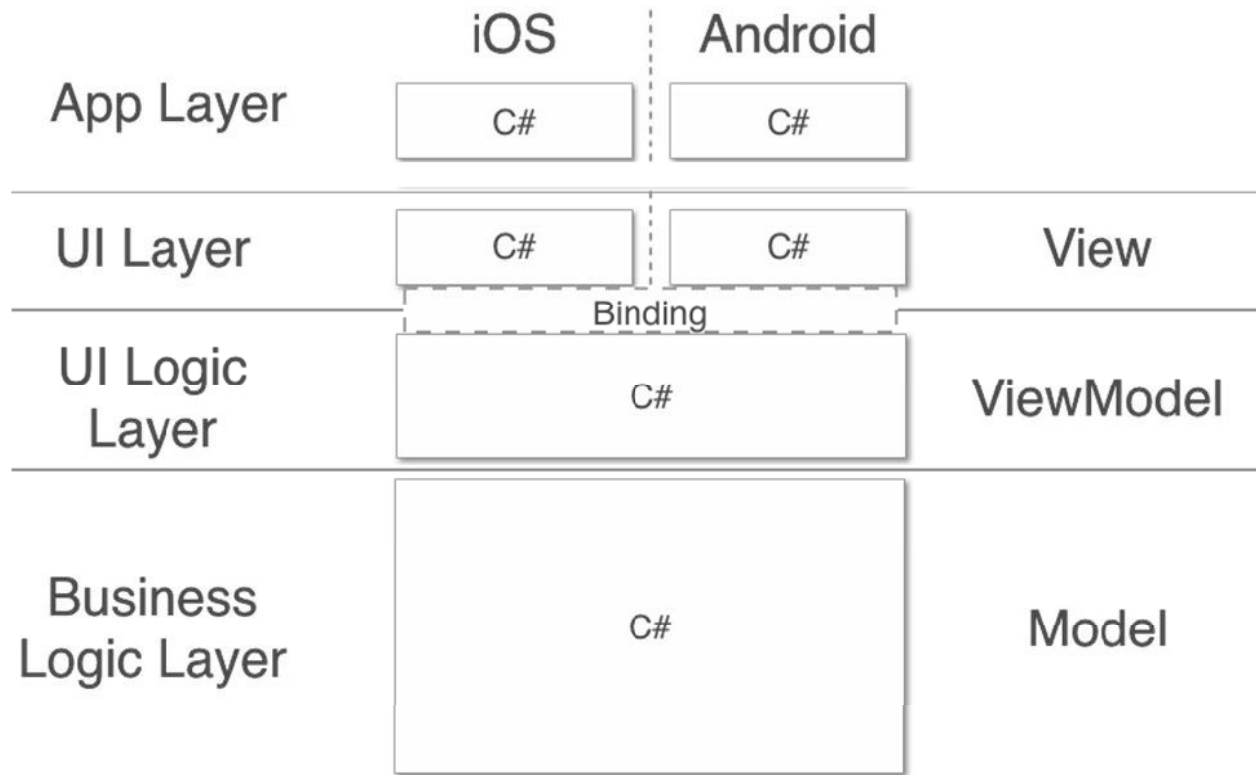 iOS Android
App Layer C# C#
UI Layer C# C# View
Binding
UI Logic
Layer
C#
ViewModel
Business
Logic Layer
C#
Model